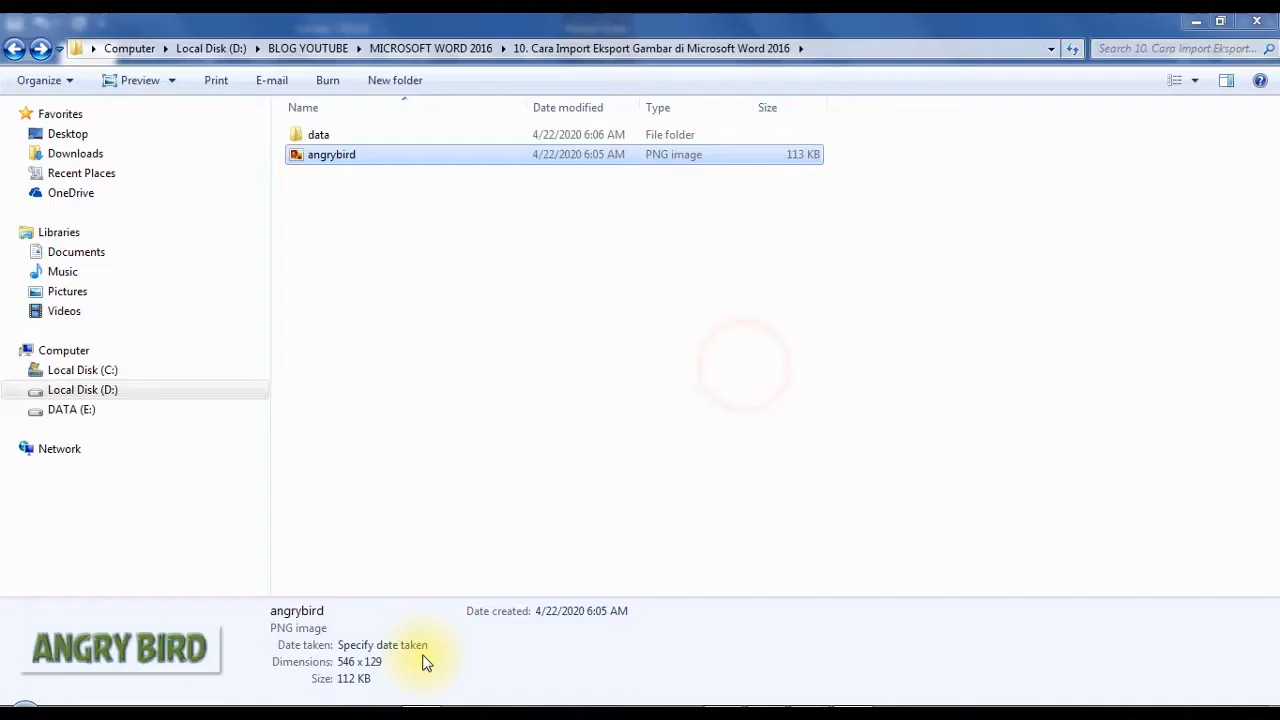 Computer Local Disk (D:) BLOG YOUTUBE MICROSOFT WORD 2016 10. Cara Import Eksport Gambar di Microsoft Word 2016
Search 10. Cara Import Eksport...
Organize Preview Print E-mail Burn New folder
Name Date modified Type Size
data 4/22/2020 6:06 AM File folder
angrybird 4/22/2020 6:05 AM PNG image 113 KB
Favorites
Desktop
Downloads
Recent Places
OneDrive
Libraries
Documents
Music
Pictures
Videos
Computer
Local Disk (C:)
Local Disk (D:)
DATA (E:)
Network
ANGRY BIRD
angrybird
PNG image
Date taken: Specify date taken
Dimensions: 546 x 129
Size: 112 KB
Date created: 4/22/2020 6:05 AM